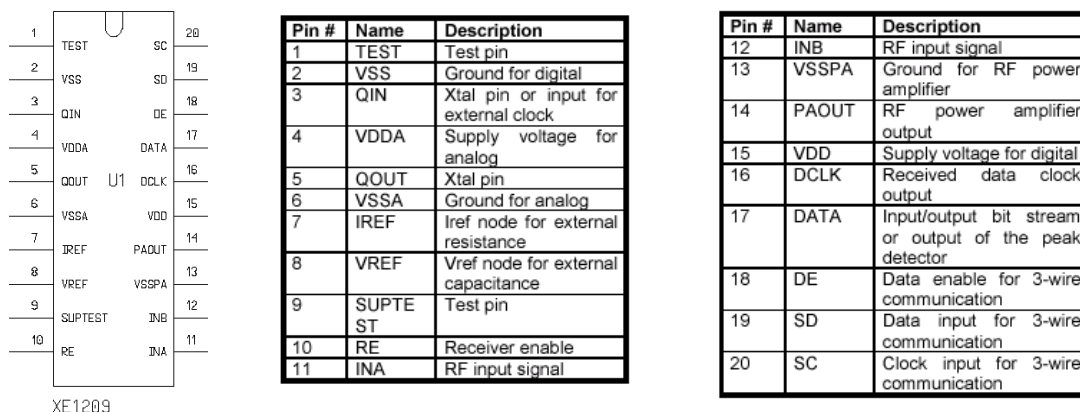 1 TEST SC 20
2 VSS SD 19
3 QIN DE 18
4 VDDA DATA 17
5 QOUT U1 DCLK 16
6 VSSA VDD 15
7 IREF PAOUT 14
8 VREF VSSPA 13
9 SUPTEST INB 12
10 RE INA 11
XE1209
Pin # Name Description
1 TEST Test pin
2 VSS Ground for digital
3 QIN Xtal pin or input for
external clock
4 VDDA Supply voltage for
analog
5 QOUT Xtal pin
6 VSSA Ground for analog
7 IREF Iref node for external
resistance
8 VREF Vref node for external
capacitance
9 SUPTE Test pin
ST
10 RE Receiver enable
11 INA RF input signal
Pin # Name Description
12 INB RF input signal
13 VSSPA Ground for RF power
amplifier
14 PAOUT RF power amplifier
output
15 VDD Supply voltage for digital
16 DCLK Received data clock
output
17 DATA Input/output bit stream
or output of the peak
detector
18 DE Data enable for 3-wire
communication
19 SD Data input for 3-wire
communication
20 SC Clock input for 3-wire
communication